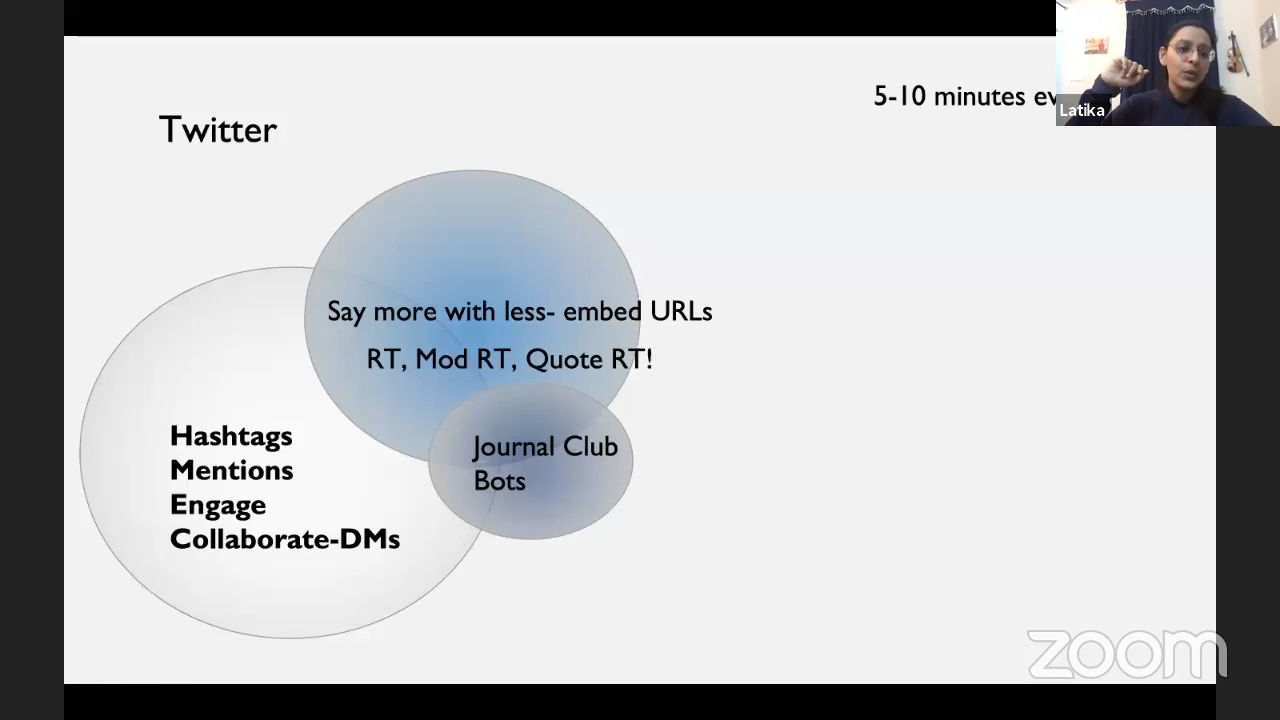 5-10 minutes
Latika
Twitter
Say more with less- embed URLs
RT, Mod RT, Quote RT!
Journal Club
Bots
Hashtags
Mentions
Engage
Collaborate-DMs
zoom